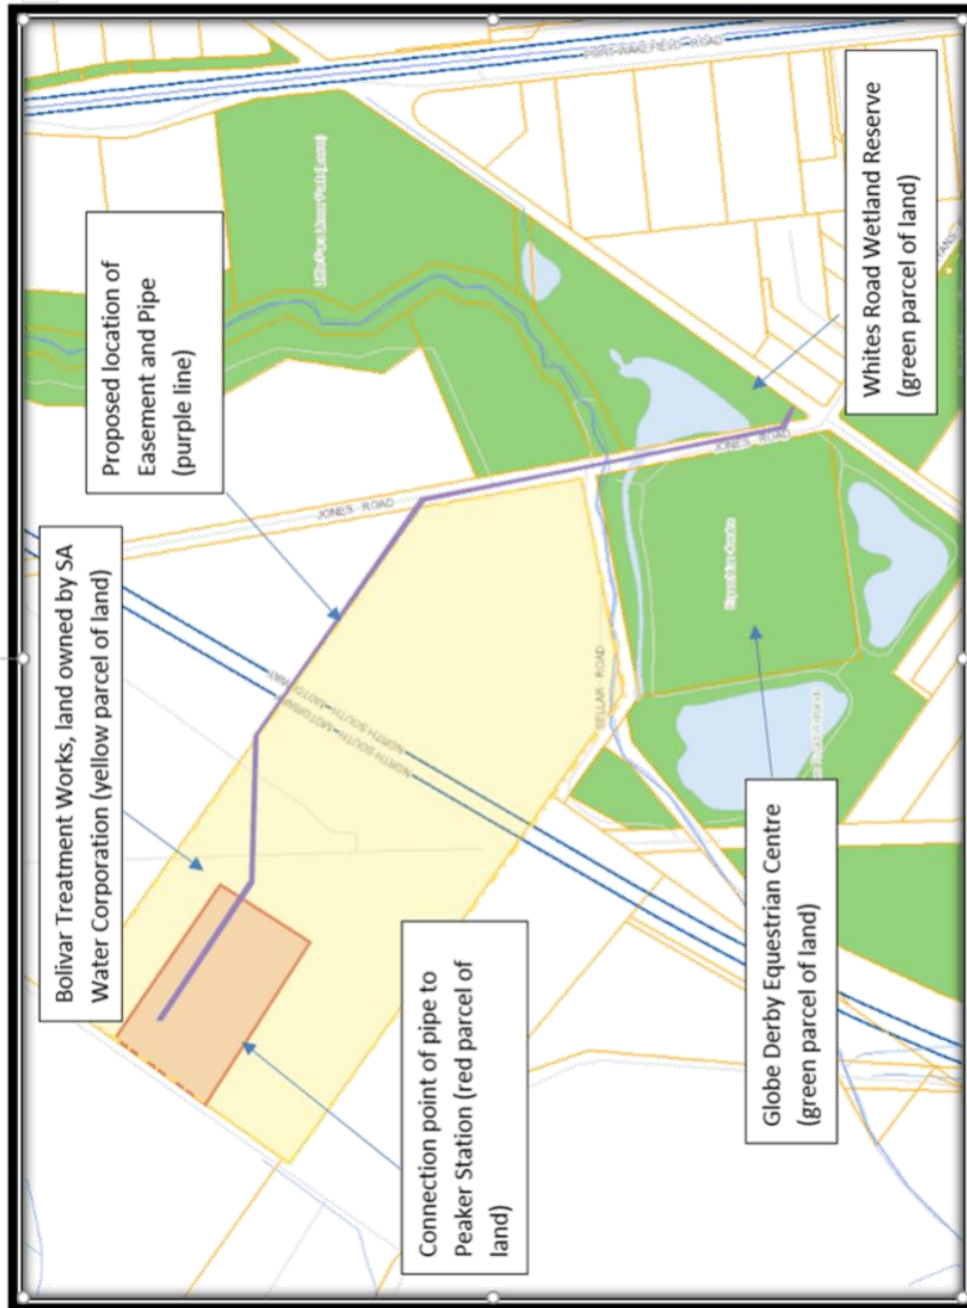 Bolivar Treatment Works, land owned by SA
Water Corporation (yellow parcel of land)
Proposed location of
Easement and Pipe
(purple line)
Connection point of pipe to
Peaker Station (red parcel of
land)
Globe Derby Equestrian Centre
(green parcel of land)
Whites Road Wetland Reserve
(green parcel of land)
PORT WAKEFIELD ROAD
JONES ROAD
JONES ROAD
NORTH-SOUTH MOTORWAY
NORTH-SOUTH MOTORWAY
SELLAR ROAD